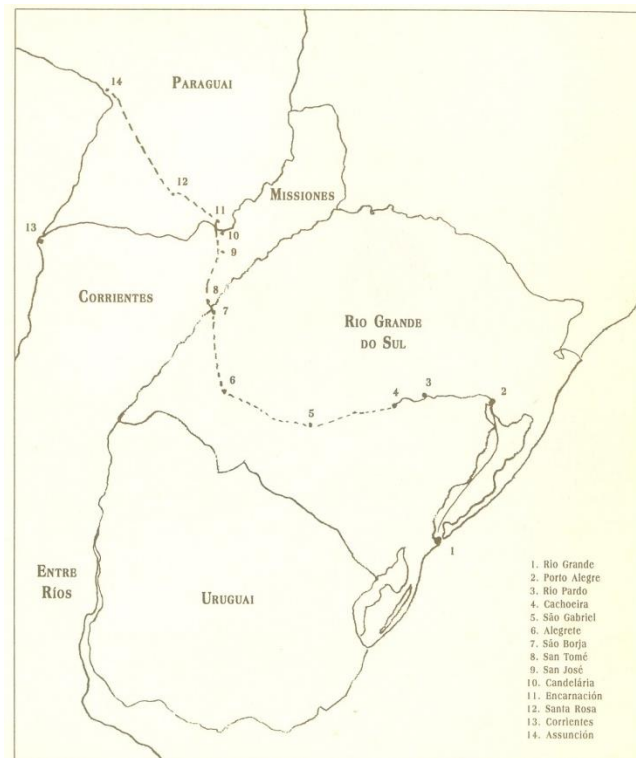 14
PARAGUAI
12
11
MISSIONES
10
13
9
CORRIENTES
8
7
RIO GRANDE
DO SUL
6
4
3
2
5
1
ENTRE
RÍOS
URUGUAI
1. Rio Grande
2. Porto Alegre
3. Rio Pardo
4. Cachoeira
5. São Gabriel
6. Alegrete
7. São Borja
8. San Tomé
9. San José
10. Candelária
11. Encarnación
12. Santa Rosa
13. Corrientes
14. Assunción